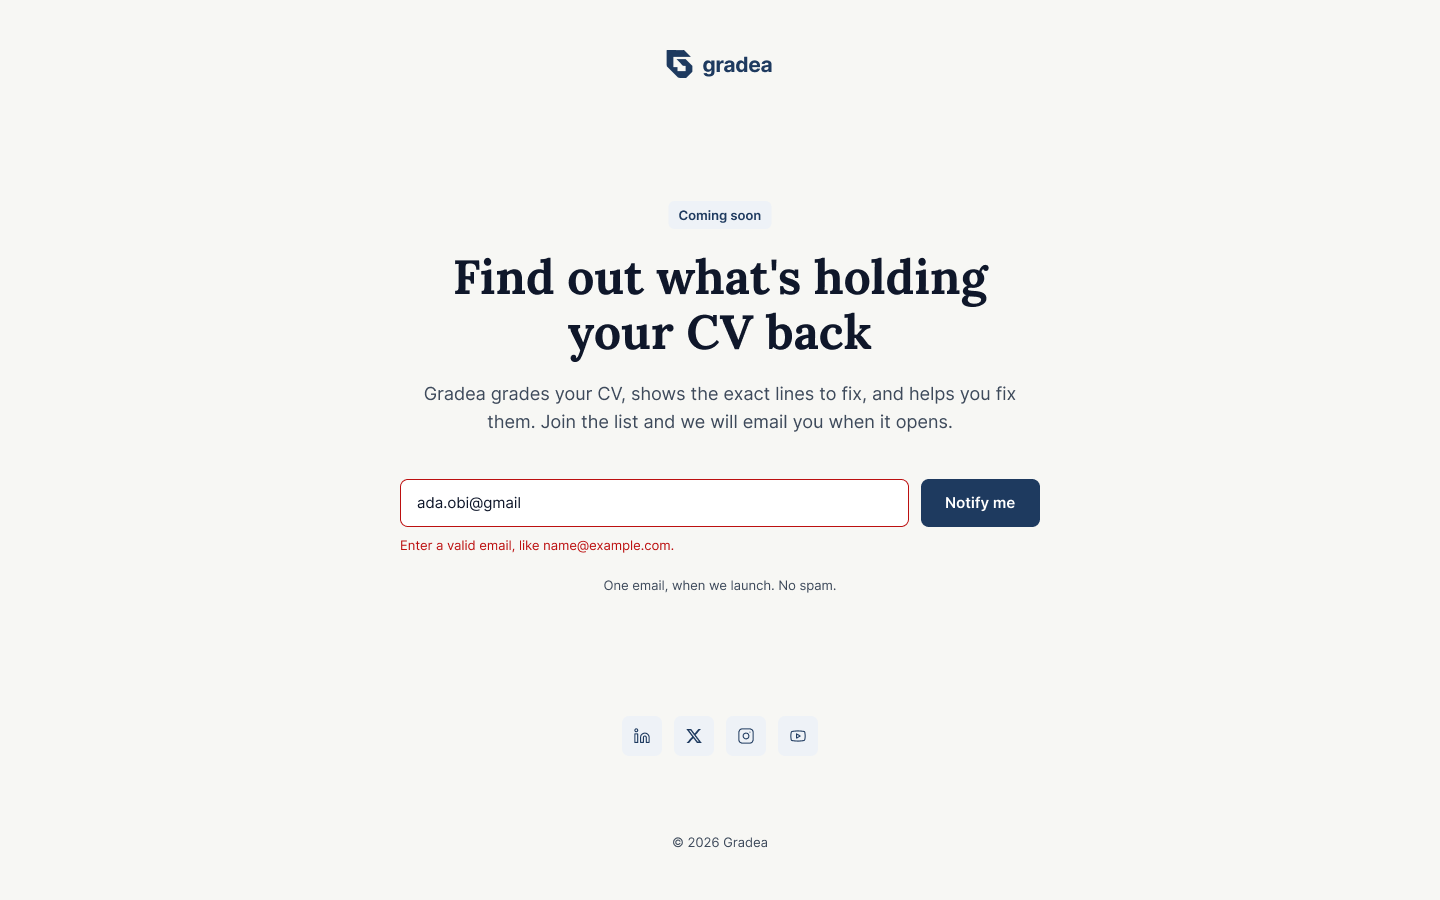 gradea
Coming soon
Find out what's holding
your CV back
Gradea grades your CV, shows the exact lines to fix, and helps you fix
them. Join the list and we will email you when it opens.
ada.obi@gmail
Notify me
Enter a valid email, like name@example.com.
One email, when we launch. No spam.
© 2026 Gradea